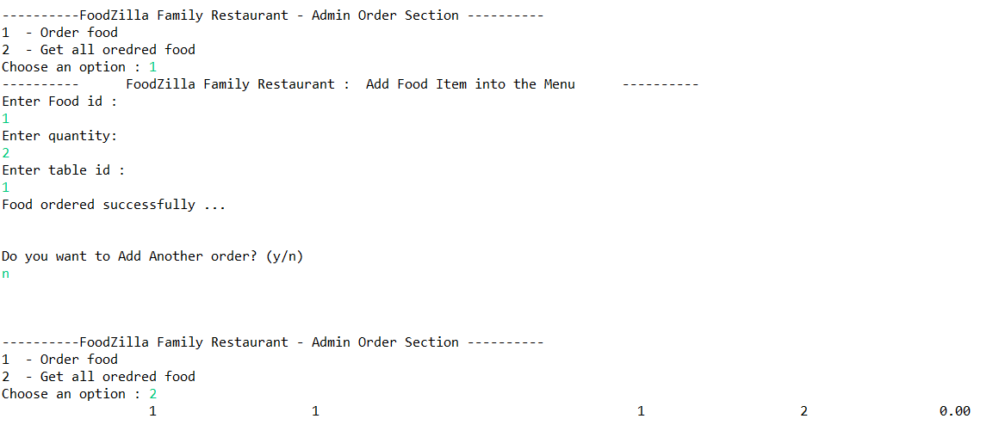 ----------FoodZilla Family Restaurant - Admin Order Section ----------
1  - Order food
2  - Get all oredred food
Choose an option : 1
----------      FoodZilla Family Restaurant :  Add Food Item into the Menu      ----------
Enter Food id :
1
Enter quantity:
2
Enter table id :
1
Food ordered successfully ...
Do you want to Add Another order? (y/n)
n
----------FoodZilla Family Restaurant - Admin Order Section ----------
1  - Order food
2  - Get all oredred food
Choose an option : 2
                   1                    1                                         1                    2                 0.00